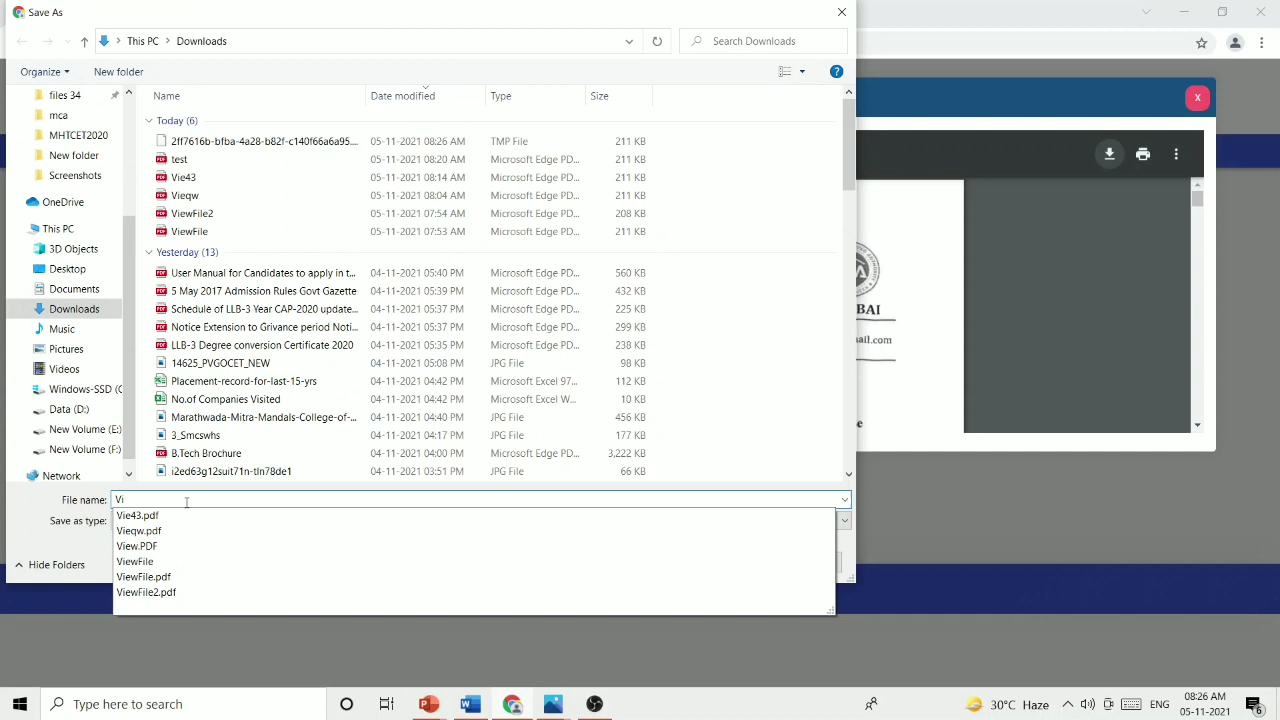 Save As
This PC
Downloads
Search Downloads
Organize
New folder
files 34
mca
MHTCET2020
New folder
Screenshots
OneDrive
This PC
3D Objects
Desktop
Documents
Downloads
Music
Pictures
Videos
Windows-SSD (C
Data (D:)
New Volume (E:)
New Volume (F:)
Network
Name Date modified Type Size
Today (6)
2ff7616b-bfba-4a28-b82f-c140f66a6a95... 05-11-2021 08:26 AM TMP File 211 KB
test 05-11-2021 08:20 AM Microsoft Edge PD... 211 KB
Vie43 05-11-2021 08:14 AM Microsoft Edge PD... 211 KB
Vieqw 05-11-2021 08:04 AM Microsoft Edge PD... 211 KB
ViewFile2 05-11-2021 07:54 AM Microsoft Edge PD... 208 KB
ViewFile 05-11-2021 07:53 AM Microsoft Edge PD... 211 KB
Yesterday (13)
User Manual for Candidates to apply in t... 04-11-2021 05:40 PM Microsoft Edge PD... 560 KB
5 May 2017 Admission Rules Govt Gazette 04-11-2021 05:39 PM Microsoft Edge PD... 432 KB
Schedule of LLB-3 Year CAP-2020 update... 04-11-2021 05:37 PM Microsoft Edge PD... 225 KB
Notice Extension to Grivance period Noti... 04-11-2021 05:37 PM Microsoft Edge PD... 299 KB
LLB-3 Degree conversion Certificate 2020 04-11-2021 05:35 PM Microsoft Edge PD... 238 KB
14625_PVGOCET_NEW 04-11-2021 05:08 PM JPG File 98 KB
Placement-record-for-last-15-yrs 04-11-2021 04:42 PM Microsoft Excel 97... 112 KB
No.of Companies Visited 04-11-2021 04:42 PM Microsoft Excel W... 10 KB
Marathwada-Mitra-Mandals-College-of-... 04-11-2021 04:40 PM JPG File 456 KB
3_Smcswhs 04-11-2021 04:17 PM JPG File 177 KB
B.Tech Brochure 04-11-2021 04:00 PM Microsoft Edge PD... 3,222 KB
i2ed63g12suit71n-tln78de1 04-11-2021 03:51 PM JPG File 66 KB
File name: Vi
Save as type:
Vie43.pdf
Vieqw.pdf
View.PDF
ViewFile
ViewFile.pdf
ViewFile2.pdf
Hide Folders
x
BAI
ail.com
Type here to search
30°C Haze
ENG
08:26 AM
05-11-2021
6